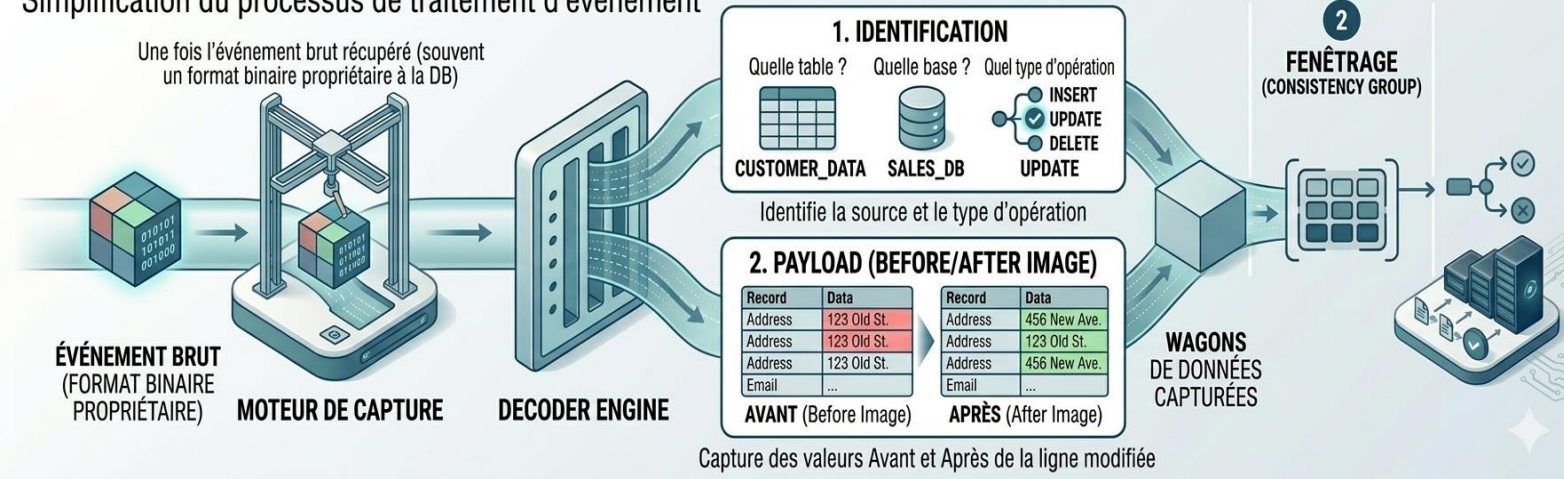 Simplification du processus de traitement d'événement
Une fois l'événement brut récupéré (souvent
un format binaire propriétaire à la DB)
010101
101011
001000
ÉVÉNEMENT BRUT
(FORMAT BINAIRE
PROPRIÉTAIRE)
MOTEUR DE CAPTURE
DECODER ENGINE
1. IDENTIFICATION
Quelle table ?
Quelle base ?
Quel type d'opération
INSERT
UPDATE
DELETE
CUSTOMER_DATA
SALES_DB
UPDATE
Identifie la source et le type d'opération
2. PAYLOAD (BEFORE/AFTER IMAGE)
Record Data
Address 123 Old St.
Address 123 Old St.
Address 123 Old St.
Email ...
AVANT (Before Image)
Record Data
Address 456 New Ave.
Address 123 Old St.
Address 456 New Ave.
Email ...
APRÈS (After Image)
Capture des valeurs Avant et Après de la ligne modifiée
WAGONS
DE DONNÉES
CAPTURÉES
2
FENÊTRAGE
(CONSISTENCY GROUP)